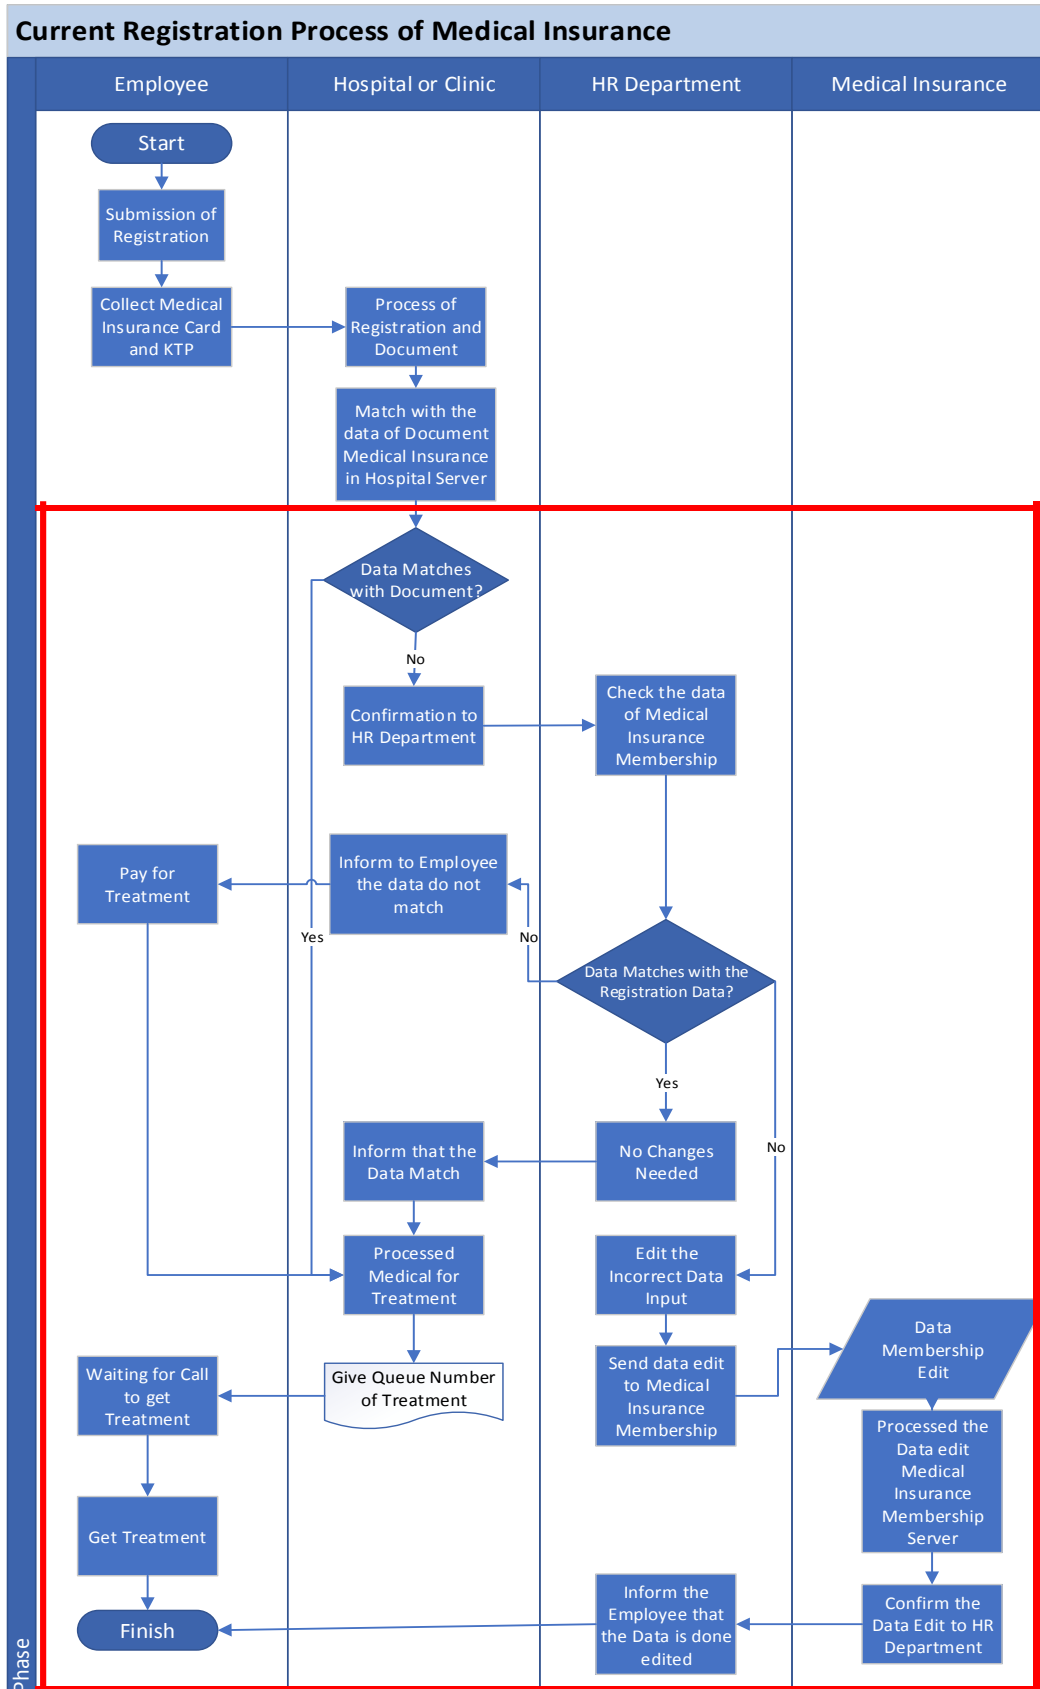 Current Registration Process of Medical Insurance
Employee
Hospital or Clinic
HR Department
Medical Insurance
Start
Submission of
Registration
Collect Medical
Insurance Card
and KTP
Process of
Registration and
Document
Match with the
data of Document
Medical Insurance
in Hospital Server
Data Matches
with Document?
No
Confirmation to
HR Department
Check the data
of Medical
Insurance
Membership
Pay for
Treatment
Inform to Employee
the data do not
match
Yes
No
Data Matches with the
Registration Data?
Yes
No
Inform that the
Data Match
No Changes
Needed
Processed
Medical for
Treatment
Edit the
Incorrect Data
Input
Data
Membership
Edit
Waiting for Call
to get
Treatment
Give Queue Number
of Treatment
Send data edit
to Medical
Insurance
Membership
Processed the
Data edit
Medical
Insurance
Membership
Server
Get Treatment
Finish
Inform the
Employee that
the Data is done
edited
Confirm the
Data Edit to HR
Department
Phase